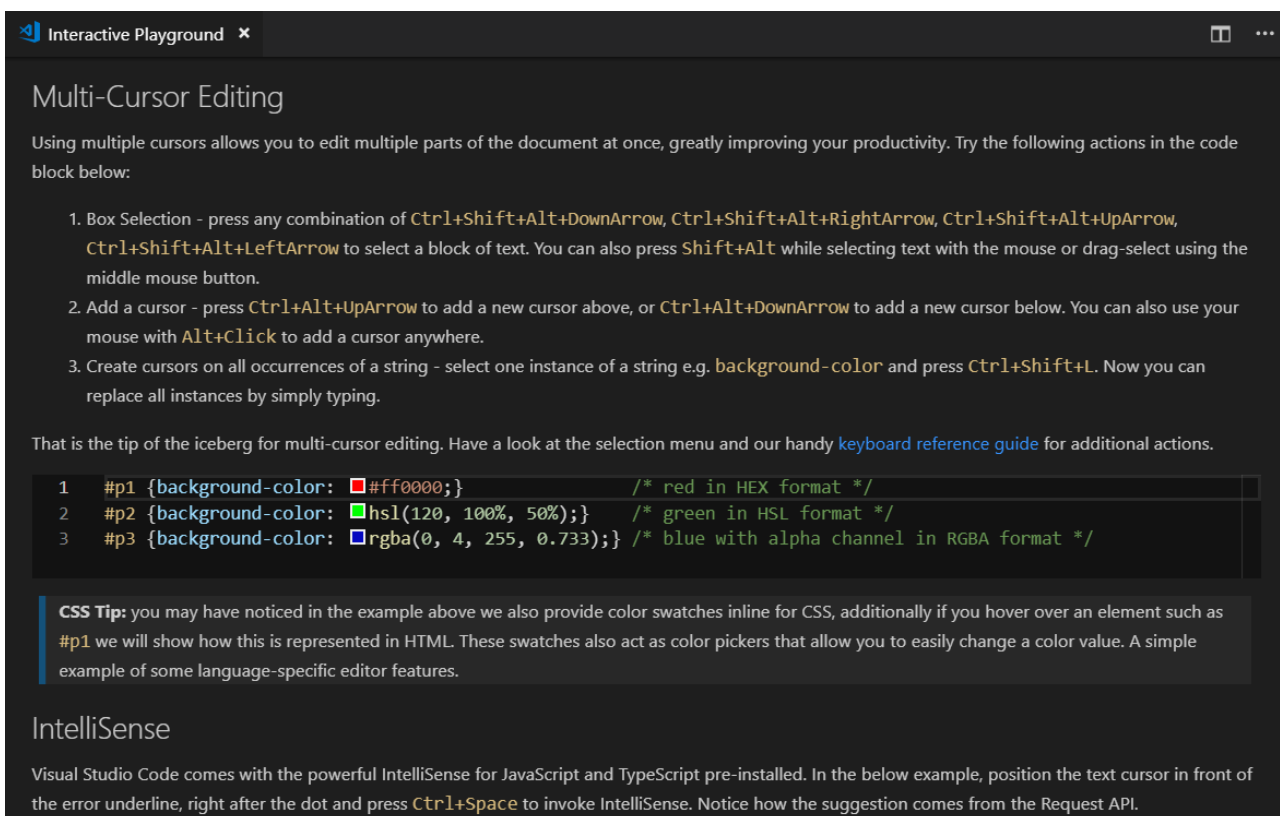 Interactive Playground
Multi-Cursor Editing
Using multiple cursors allows you to edit multiple parts of the document at once, greatly improving your productivity. Try the following actions in the code
block below:
1. Box Selection - press any combination of Ctrl+Shift+Alt+DownArrow, Ctrl+Shift+Alt+RightArrow, Ctrl+Shift+Alt+UpArrow,
Ctrl+Shift+Alt+LeftArrow to select a block of text. You can also press Shift+Alt while selecting text with the mouse or drag-select using the
middle mouse button.
2. Add a cursor - press Ctrl+Alt+UpArrow to add a new cursor above, or Ctrl+Alt+DownArrow to add a new cursor below. You can also use your
mouse with Alt+Click to add a cursor anywhere.
3. Create cursors on all occurrences of a string - select one instance of a string e.g. background-color and press Ctrl+Shift+L. Now you can
replace all instances by simply typing.
That is the tip of the iceberg for multi-cursor editing. Have a look at the selection menu and our handy keyboard reference guide for additional actions.
1 #p1 {background-color: #ff0000;} /* red in HEX format */
2 #p2 {background-color: hsl(120, 100%, 50%);} /* green in HSL format */
3 #p3 {background-color: rgba(0, 4, 255, 0.733);} /* blue with alpha channel in RGBA format */
CSS Tip: you may have noticed in the example above we also provide color swatches inline for CSS, additionally if you hover over an element such as
#p1 we will show how this is represented in HTML. These swatches also act as color pickers that allow you to easily change a color value. A simple
example of some language-specific editor features.
IntelliSense
Visual Studio Code comes with the powerful IntelliSense for JavaScript and TypeScript pre-installed. In the below example, position the text cursor in front of
the error underline, right after the dot and press Ctrl+Space to invoke IntelliSense. Notice how the suggestion comes from the Request API.